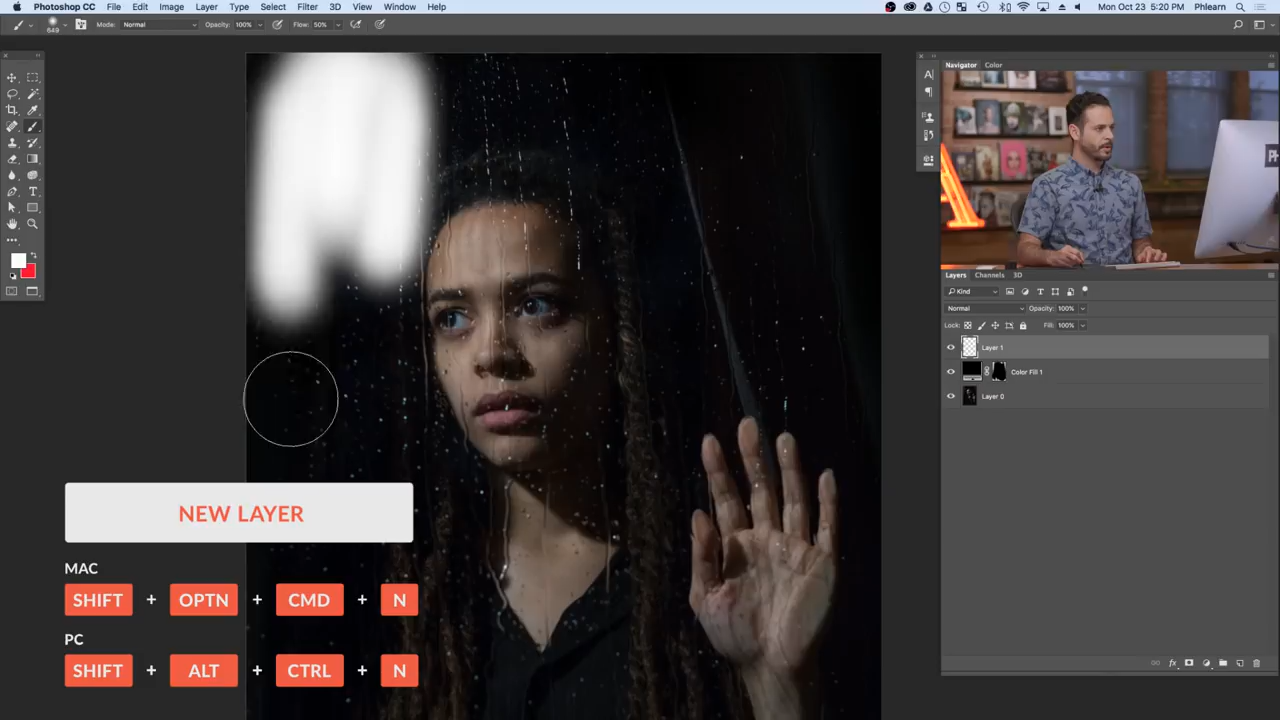 Photoshop CC File Edit Image Layer Type Select Filter 3D View Window Help Mon Oct 23 5:20 PM Phlearn
649 Mode: Normal Opacity: 100% Flow: 50%
Navigator Color
Layers Channels 3D
Kind
Normal Opacity: 100%
Lock: Fill: 100%
Layer 1
Color Fill 1
Layer 0
NEW LAYER
MAC
SHIFT + OPTN + CMD + N
PC
SHIFT + ALT + CTRL + N